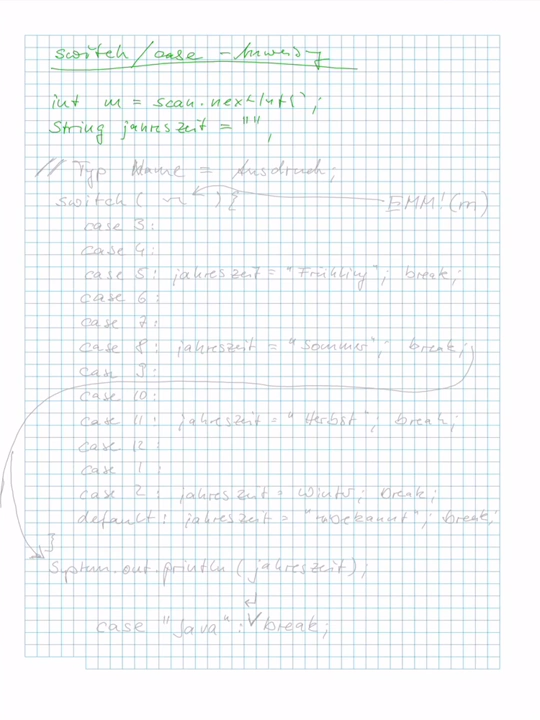 switch/case - Anweisg
int m = scan.nextInt();
String jahreszeit = "";
// Typ Name = Ausdruck;
switch( m ){ EMM!(m)
case 3:
case 4:
case 5: jahreszeit = "Frühling"; break;
case 6:
case 7:
case 8: jahreszeit = "Sommer"; break;
case 9:
case 10:
case 11: jahreszeit = "Herbst"; break;
case 12:
case 1:
case 2: jahreszeit = Winter; break;
default: jahreszeit = "unbekannt"; break;
}
System.out.println(jahreszeit);
case "Java": break;